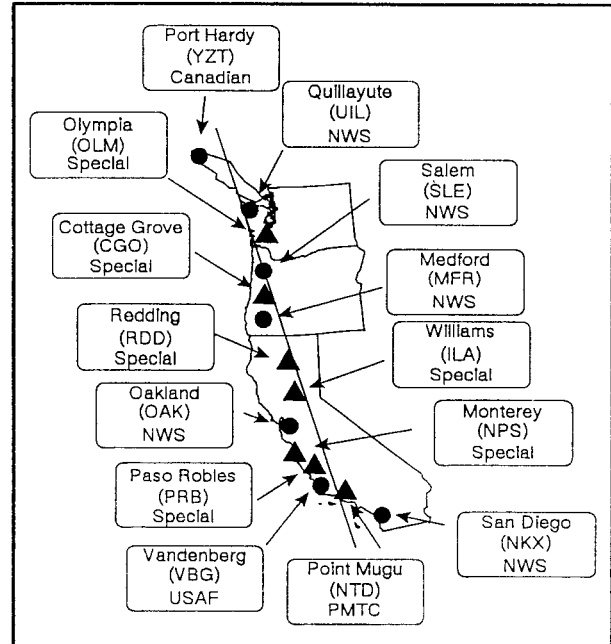 Port Hardy
(YZT)
Canadian
Quillayute
(UIL)
NWS
Olympia
(OLM)
Special
Salem
(SLE)
NWS
Cottage Grove
(CGO)
Special
Medford
(MFR)
NWS
Redding
(RDD)
Special
Williams
(ILA)
Special
Oakland
(OAK)
NWS
Monterey
(NPS)
Special
Paso Robles
(PRB)
Special
San Diego
(NKX)
NWS
Vandenberg
(VBG)
USAF
Point Mugu
(NTD)
PMTC